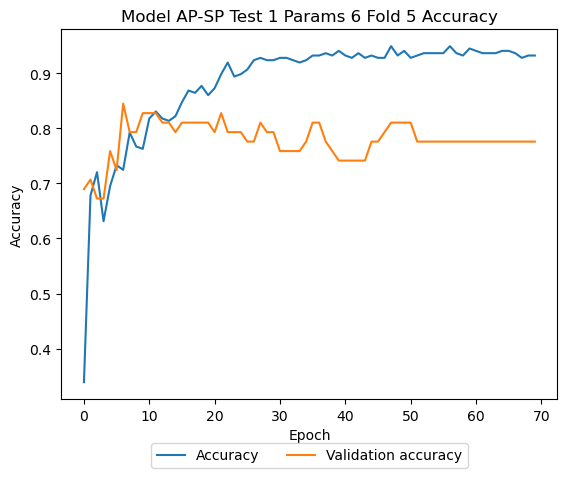 Model AP-SP Test 1 Params 6 Fold 5 Accuracy
0.9
0.8
0.7
0.6
0.5
0.4
Accuracy
0 10 20 30 40 50 60 70
Epoch
Accuracy Validation accuracy